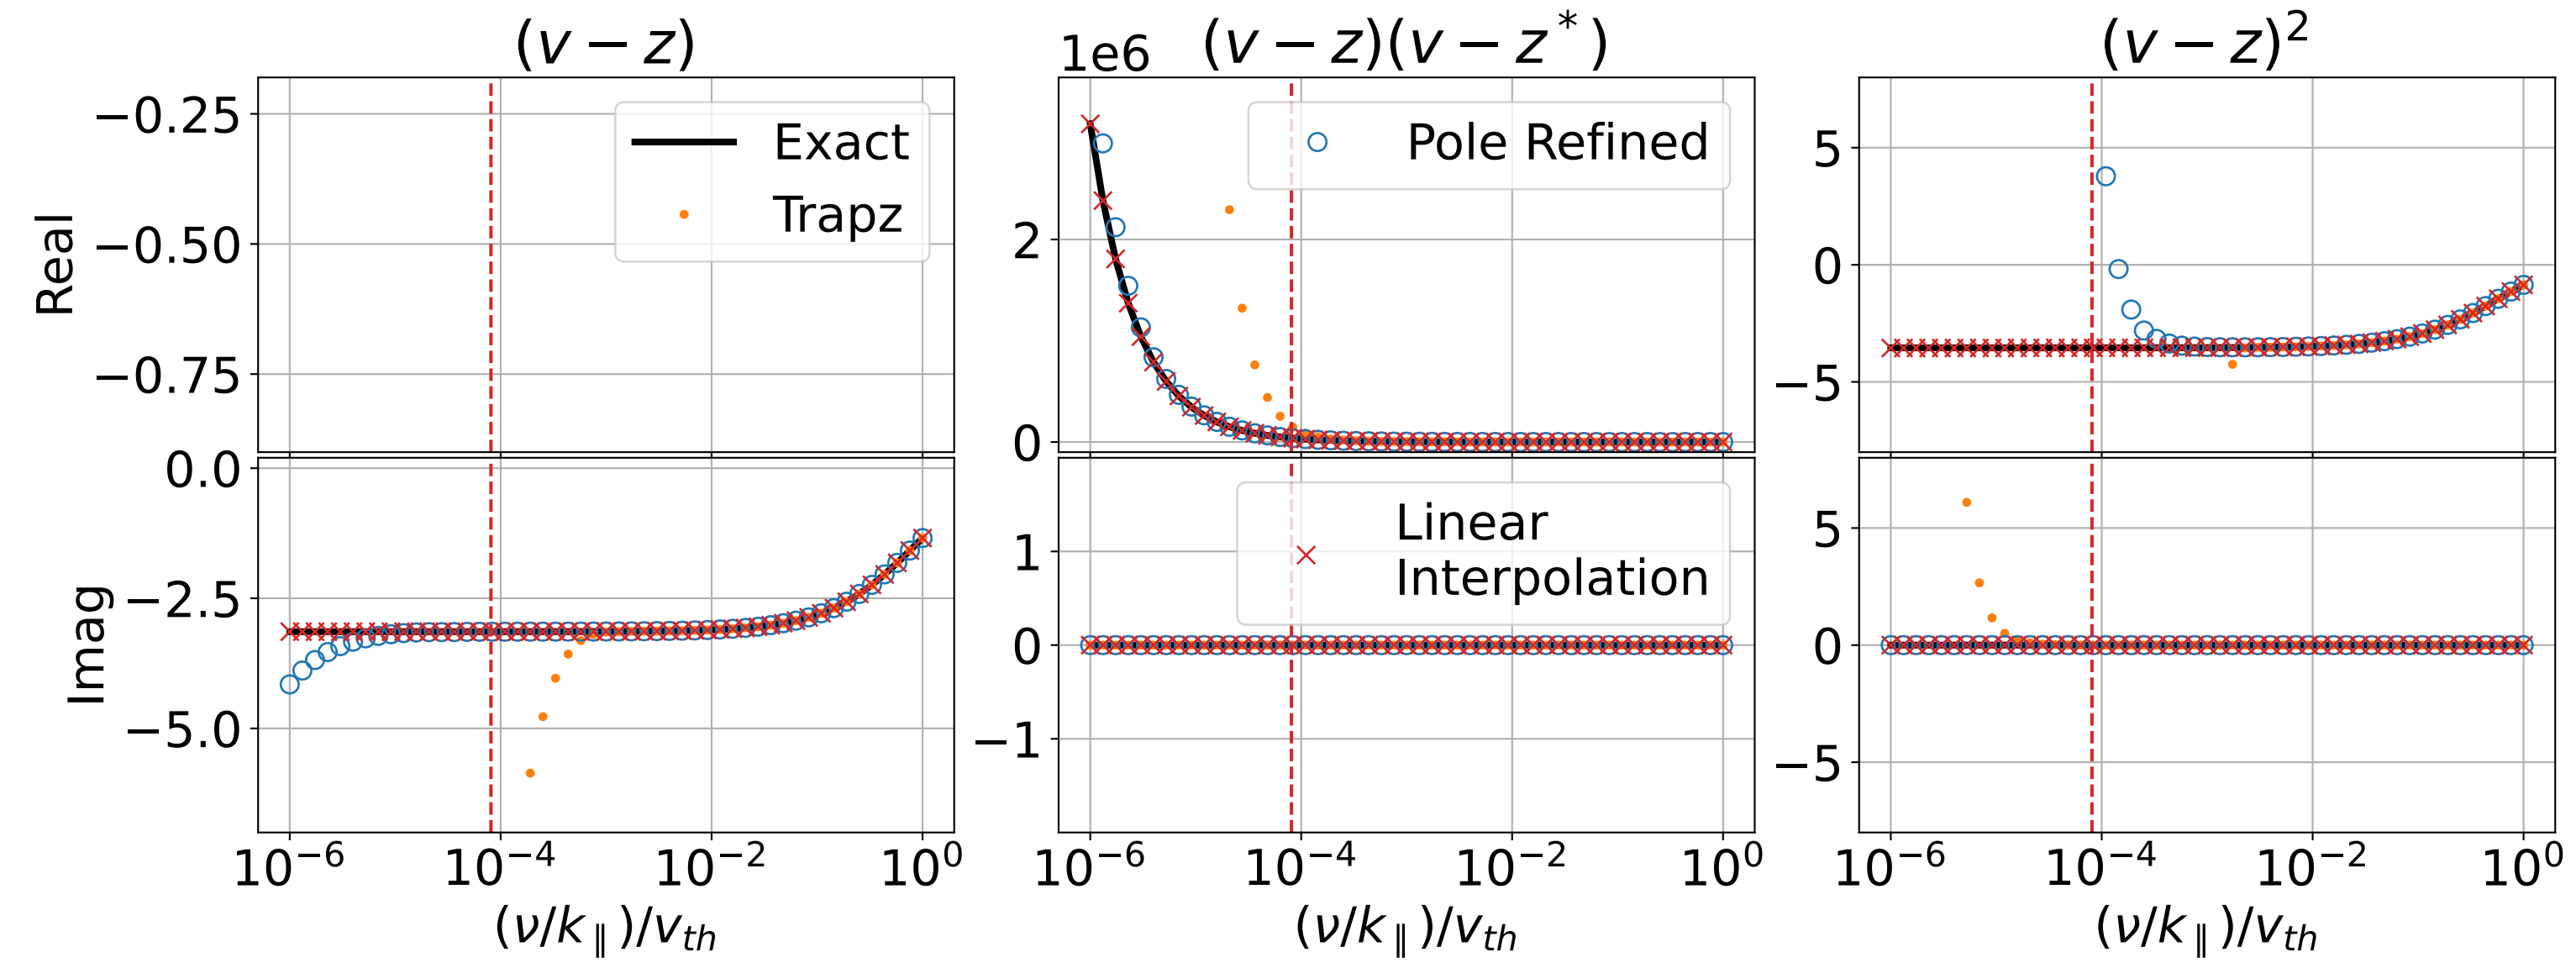 (v − z)
1e6
(v − z)(v − z*)
(v − z)²
Real
−0.25
−0.50
−0.75
Exact
Trapz
2
0
Pole Refined
5
0
−5
Imag
0.0
−2.5
−5.0
1
0
−1
Linear
Interpolation
5
0
−5
10⁻⁶ 10⁻⁴ 10⁻² 10⁰
10⁻⁶ 10⁻⁴ 10⁻² 10⁰
10⁻⁶ 10⁻⁴ 10⁻² 10⁰
(ν/k∥)/vₜₕ
(ν/k∥)/vₜₕ
(ν/k∥)/vₜₕ